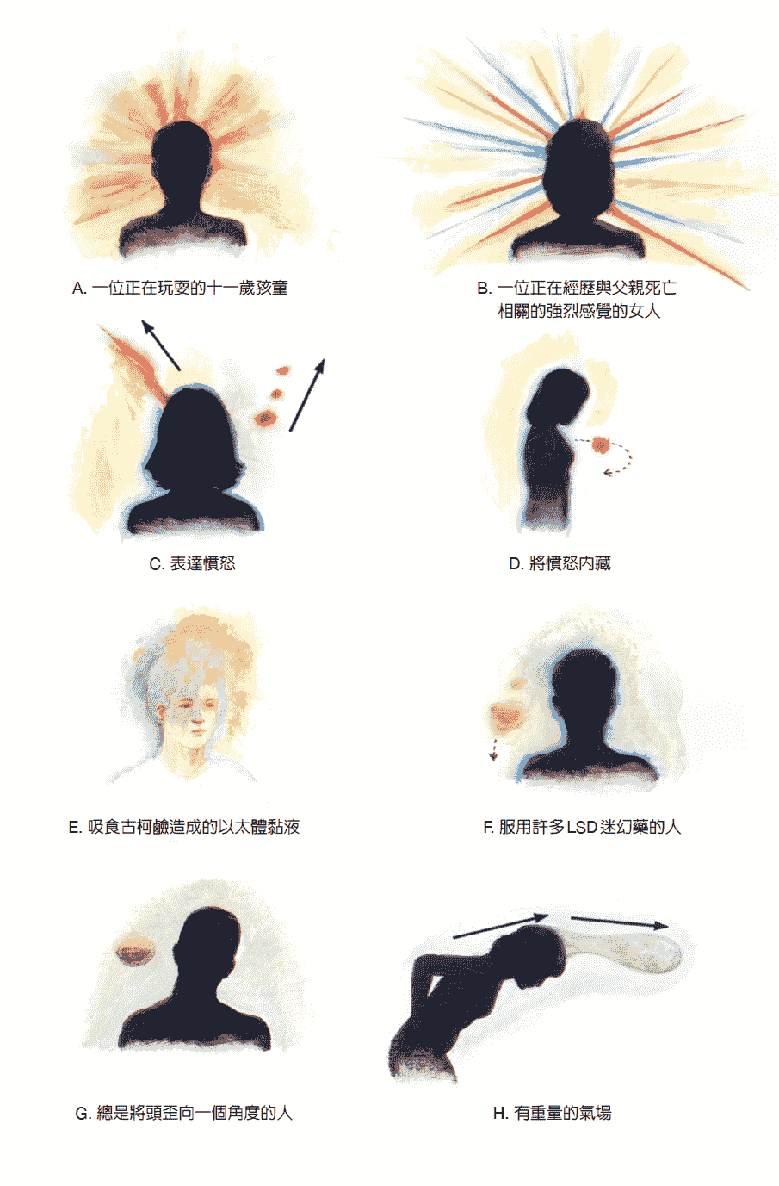 A. 一位正在玩耍的十一歲孩童
B. 一位正在經歷與父親死亡
相關的強烈感覺的女人
C. 表達憤怒
D. 將憤怒內藏
E. 吸食古柯鹼造成的以太體黏液
F. 服用許多LSD迷幻藥的人
G. 總是將頭歪向一個角度的人
H. 有重量的氣場